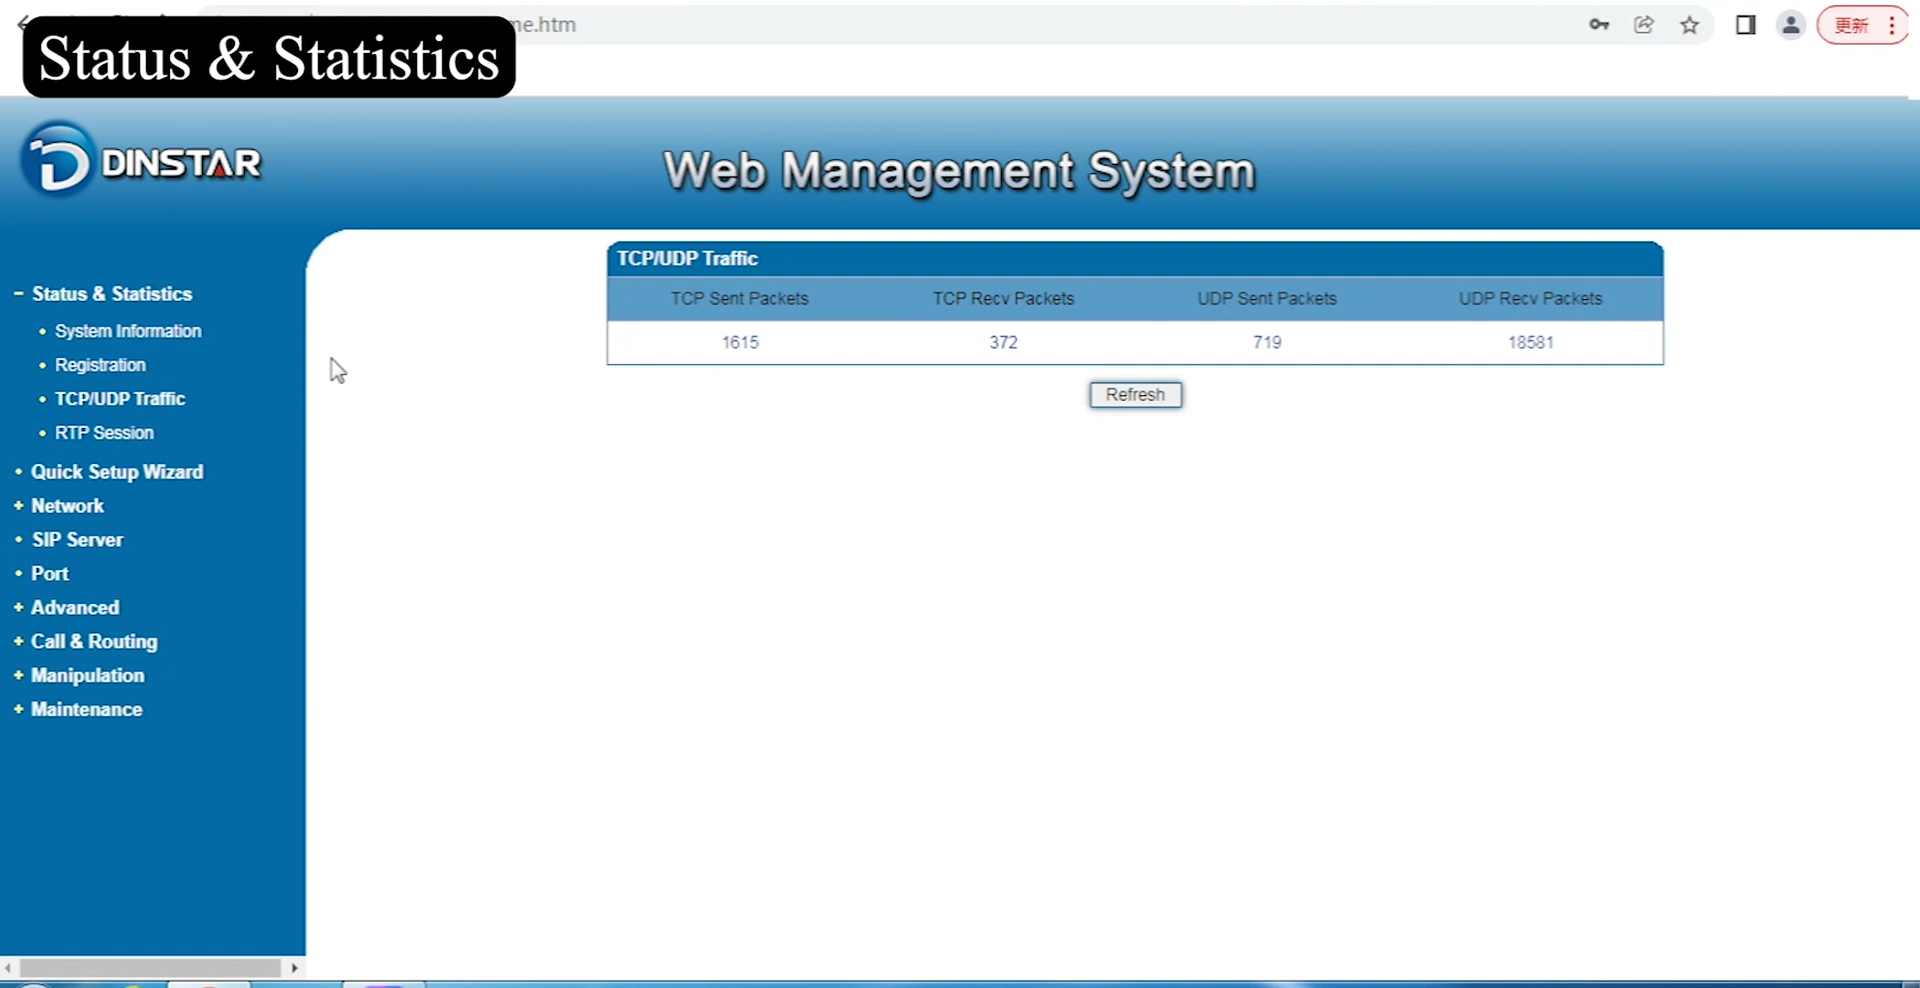 me.htm
更新
Status & Statistics
DINSTAR
Web Management System
TCP/UDP Traffic
TCP Sent Packets TCP Recv Packets UDP Sent Packets UDP Recv Packets
1615 372 719 18581
Refresh
Status & Statistics
System Information
Registration
TCP/UDP Traffic
RTP Session
Quick Setup Wizard
Network
SIP Server
Port
Advanced
Call & Routing
Manipulation
Maintenance